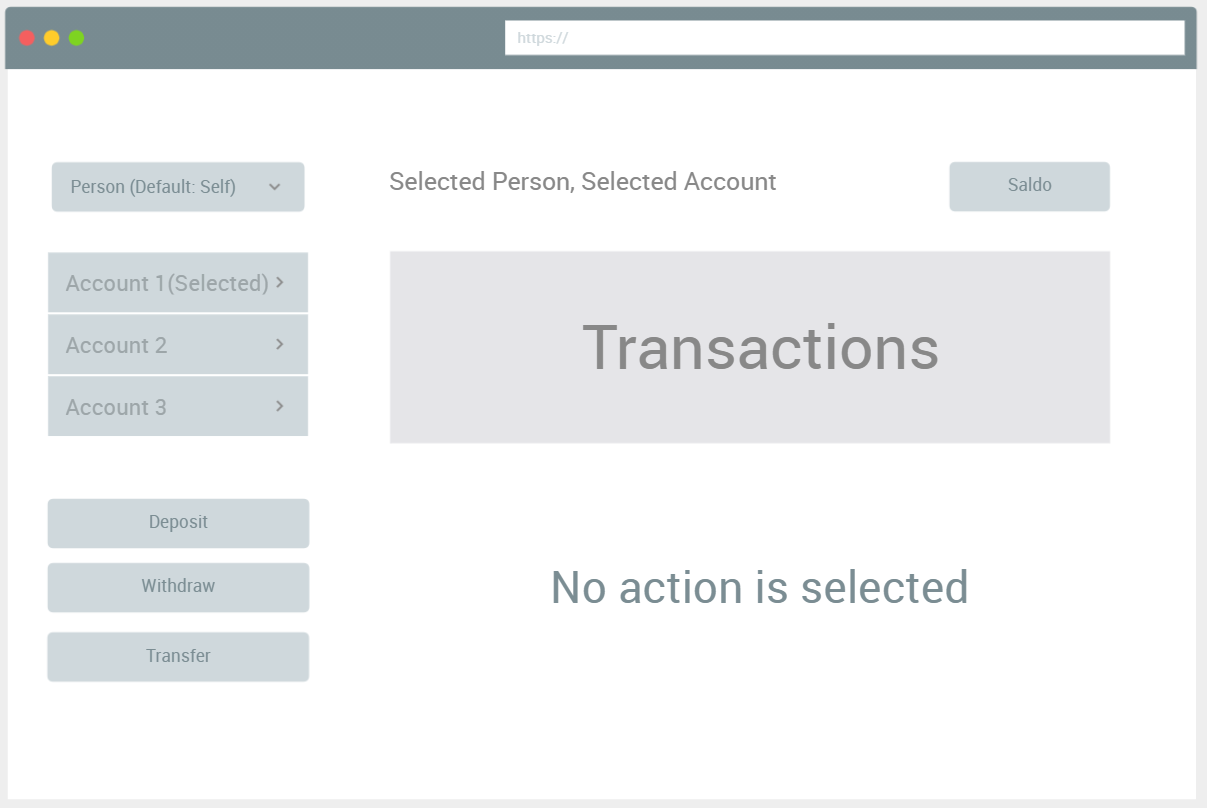 https://
Person (Default: Self)
Selected Person, Selected Account
Saldo
Account 1(Selected)
Account 2
Account 3
Transactions
Deposit
Withdraw
Transfer
No action is selected